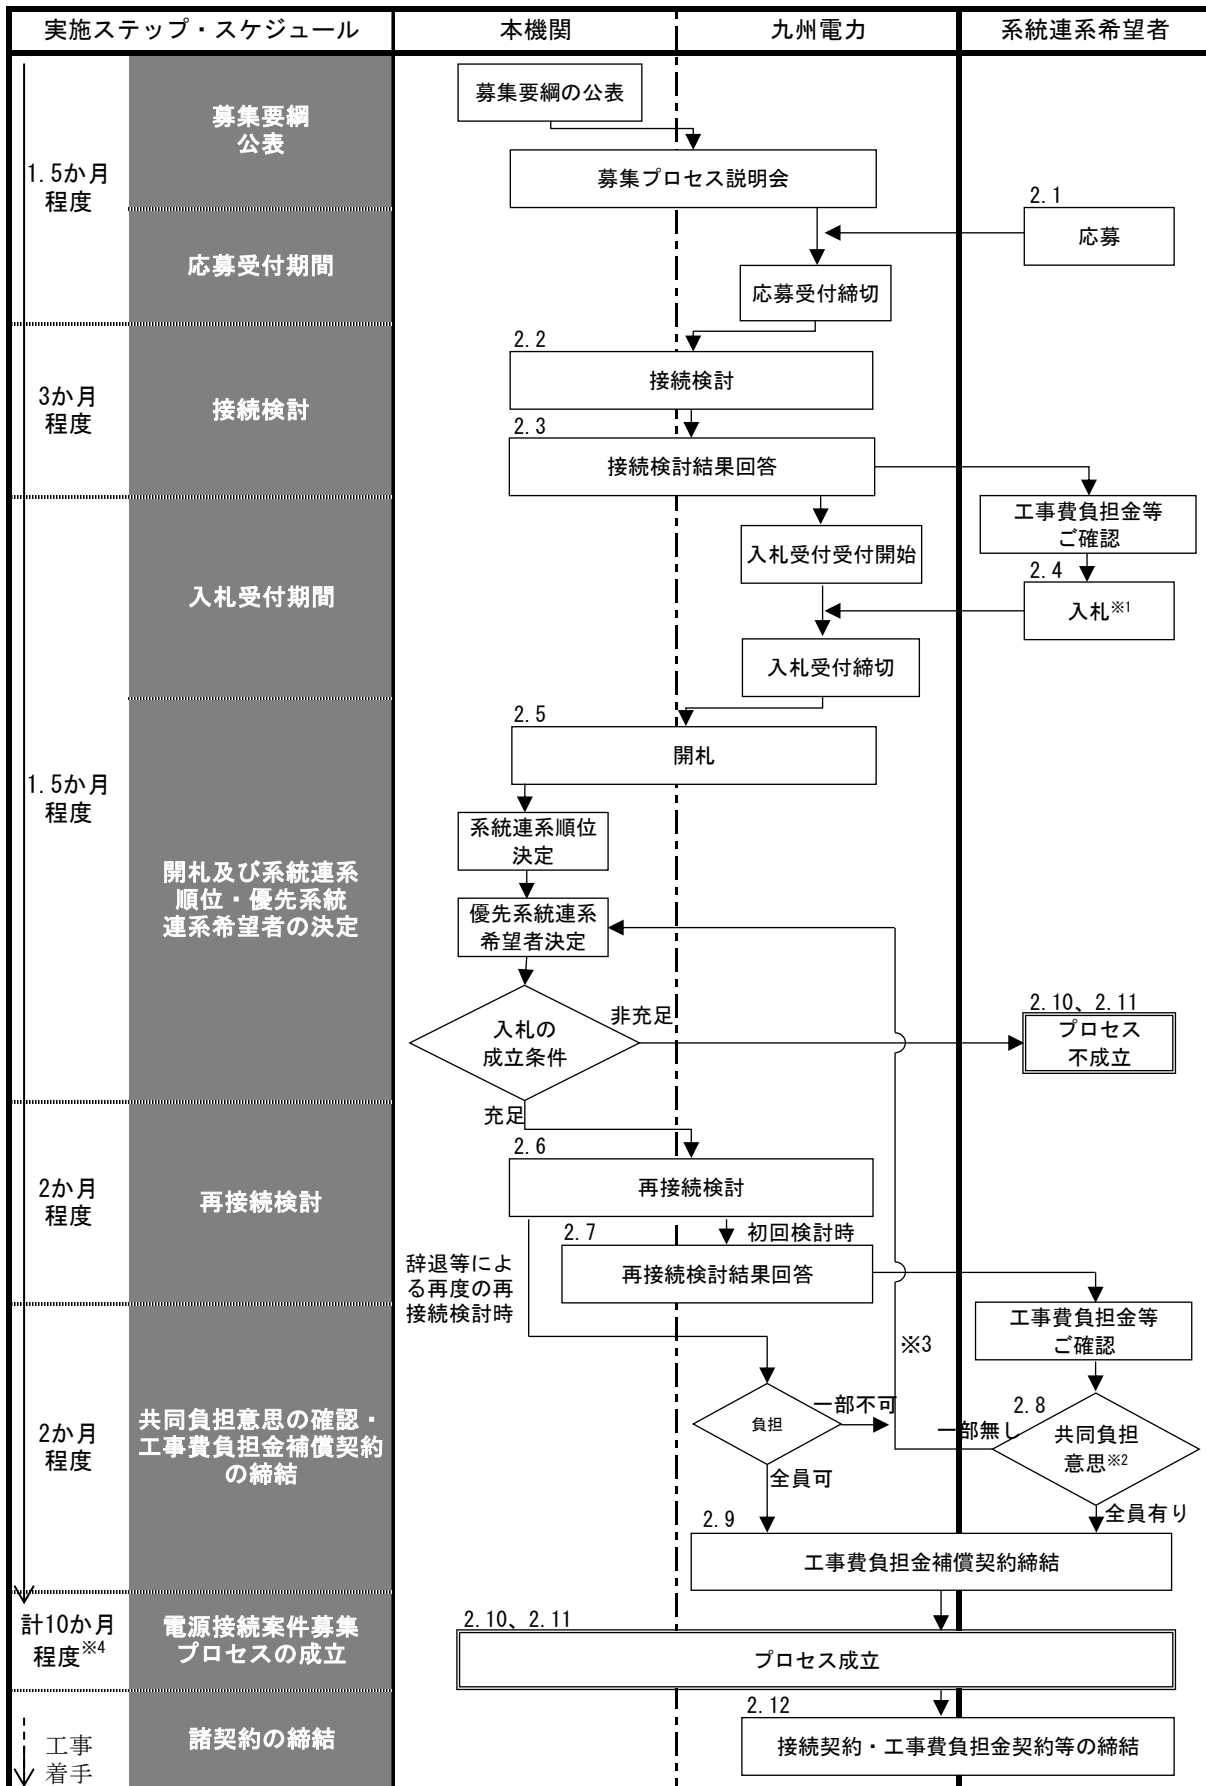 実施ステップ・スケジュール
本機関
九州電力
系統連系希望者
1.5か月
程度
募集要綱
公表
募集要綱の公表
募集プロセス説明会
応募受付期間
2.1
応募
応募受付締切
3か月
程度
接続検討
2.2
接続検討
2.3
接続検討結果回答
工事費負担金等
ご確認
入札受付期間
入札受付受付開始
2.4
入札※1
入札受付締切
1.5か月
程度
開札及び系統連系
順位・優先系統
連系希望者の決定
2.5
開札
系統連系順位
決定
優先系統連系
希望者決定
入札の
成立条件
非充足
2.10、2.11
プロセス
不成立
充足
2か月
程度
再接続検討
2.6
再接続検討
初回検討時
2.7
再接続検討結果回答
辞退等によ
る再度の再
接続検討時
工事費負担金等
ご確認
※3
2か月
程度
共同負担意思の確認・
工事費負担金補償契約
の締結
負担
一部不可
全員可
2.8
共同負担
意思※2
一部無し
全員有り
2.9
工事費負担金補償契約締結
計10か月
程度※4
電源接続案件募集
プロセスの成立
2.10、2.11
プロセス成立
工事
着手
諸契約の締結
2.12
接続契約・工事費負担金契約等の締結